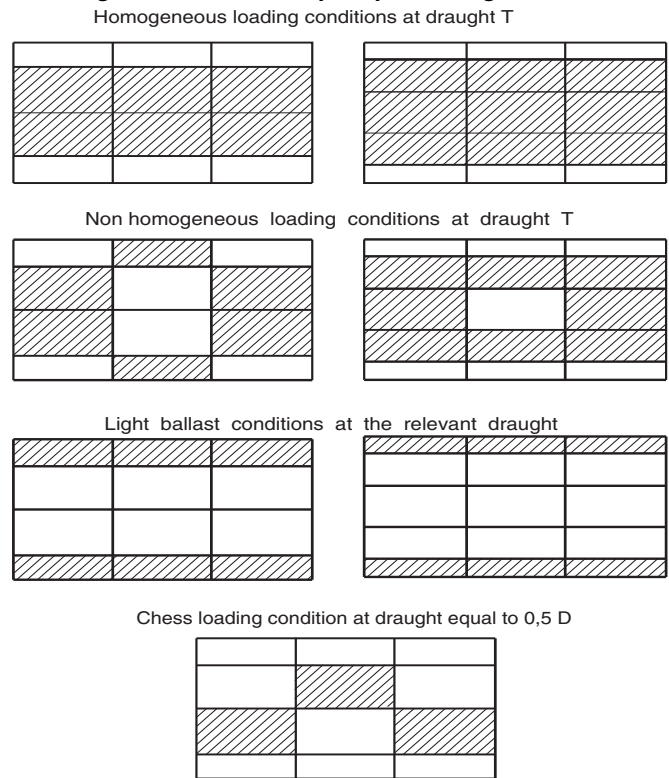 Homogeneous loading conditions at draught T
Non homogeneous loading conditions at draught T
Light ballast conditions at the relevant draught
Chess loading condition at draught equal to 0,5 D